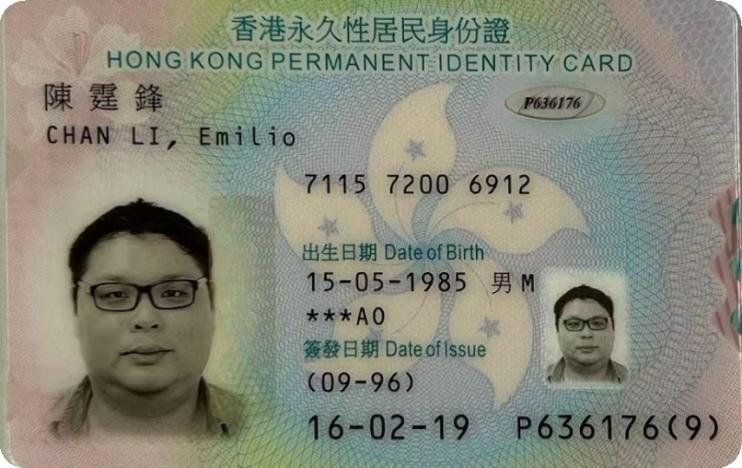 香港永久性居民身份證
HONG KONG PERMANENT IDENTITY CARD
陳霆鋒
CHAN LI, Emilio
P636176
7115 7200 6912
出生日期 Date of Birth
15-05-1985 男 M
***AO
簽發日期 Date of Issue
(09-96)
16-02-19 P636176(9)